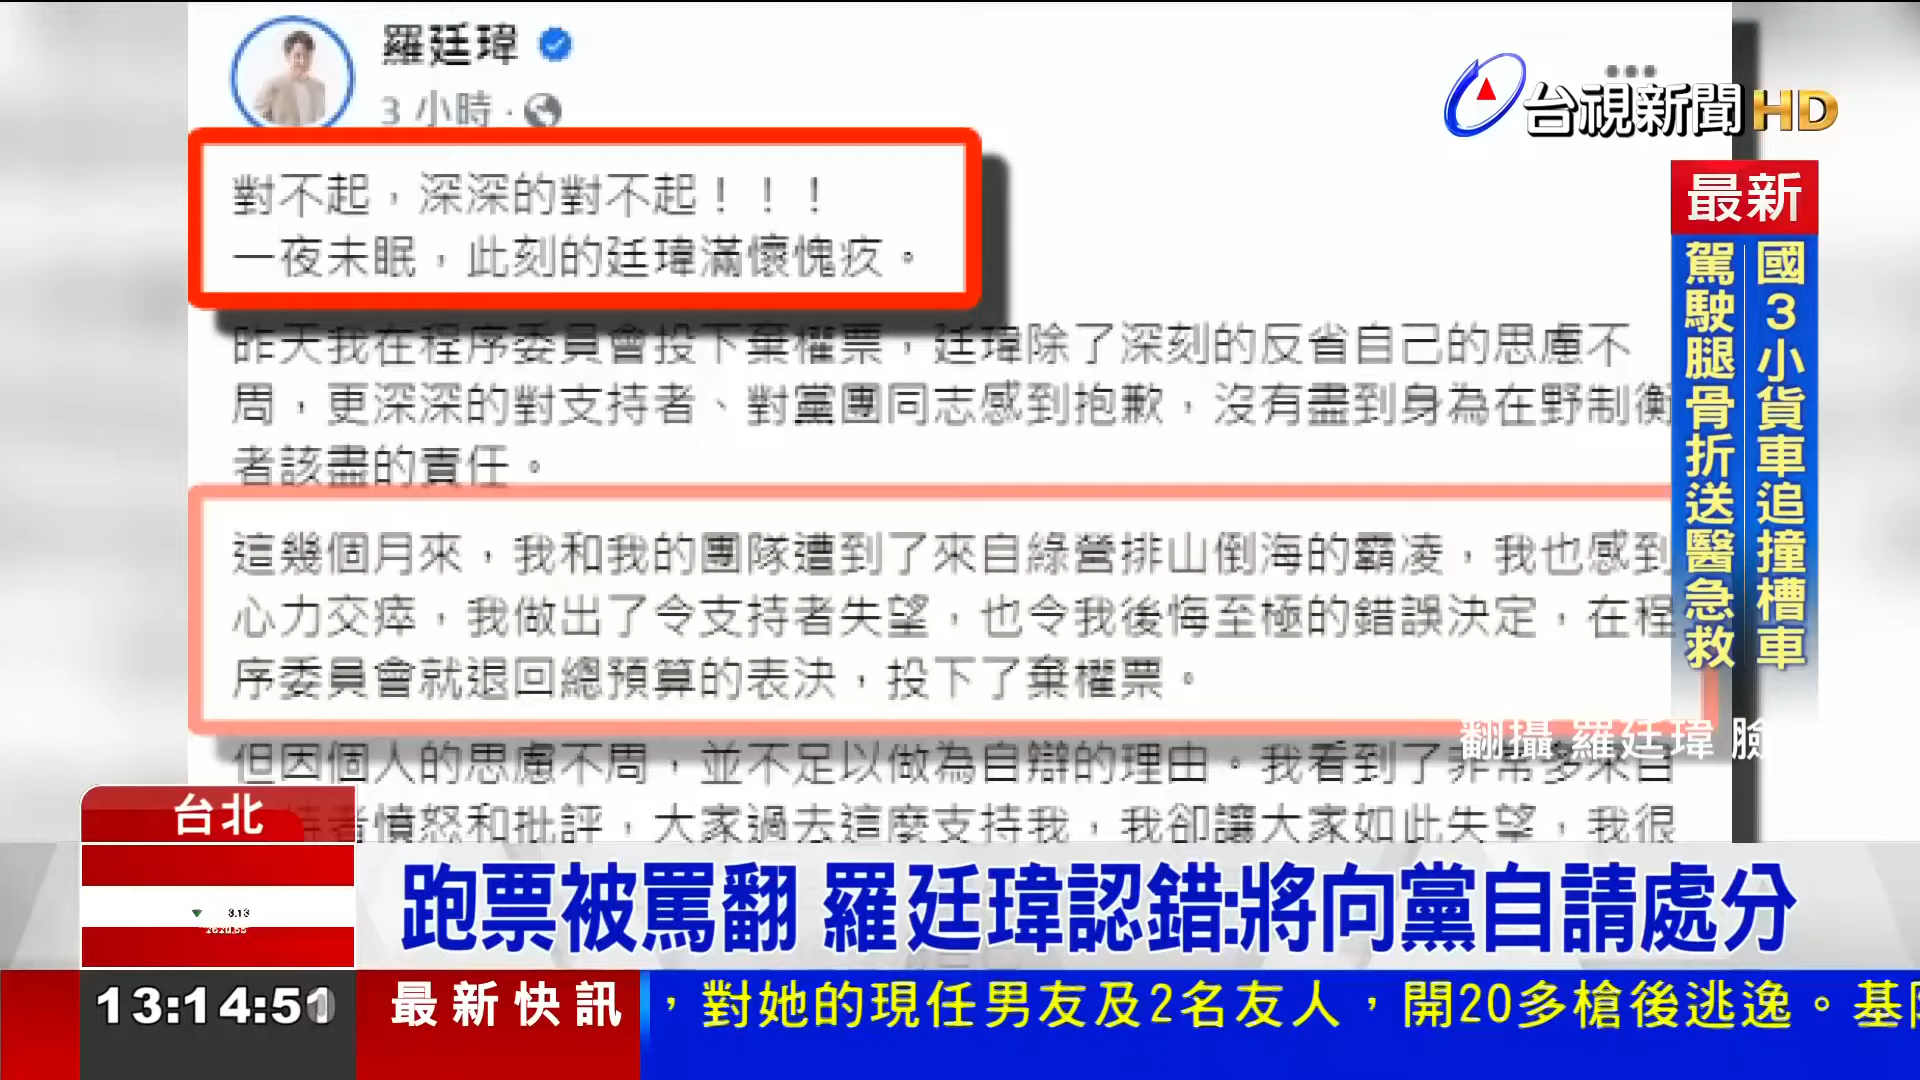 羅廷瑋
3 小時
對不起，深深的對不起！！！
一夜未眠，此刻的廷瑋滿懷愧疚。
昨天我在程序委員會投下棄權票，廷瑋除了深刻的反省自己的思慮不
周，更深深的對支持者、對黨團同志感到抱歉，沒有盡到身為在野制衡
者該盡的責任。
這幾個月來，我和我的團隊遭到了來自綠營排山倒海的霸凌，我也感到
心力交瘁，我做出了令支持者失望，也令我後悔至極的錯誤決定，在程
序委員會就退回總預算的表決，投下了棄權票。
但因個人的思慮不周，並不足以做為自辯的理由。我看到了非常多來自
持者憤怒和批評，大家過去這麼支持我，我卻讓大家如此失望，我很
台視新聞HD
最新
國3小貨車追撞槽車
駕駛腿骨折送醫急救
翻攝 羅廷瑋 臉
台北
3.13
跑票被罵翻 羅廷瑋認錯:將向黨自請處分
13:14:51
最新快訊
，對她的現任男友及2名友人，開20多槍後逃逸。基